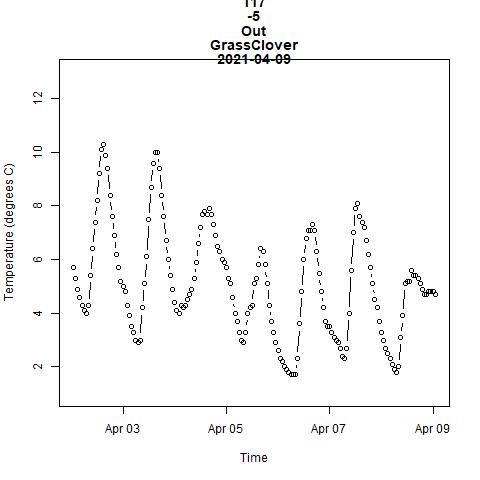 117
-5
Out
GrassClover
2021-04-09
Temperature (degrees C)
12
10
8
6
4
2
Apr 03
Apr 05
Apr 07
Apr 09
Time